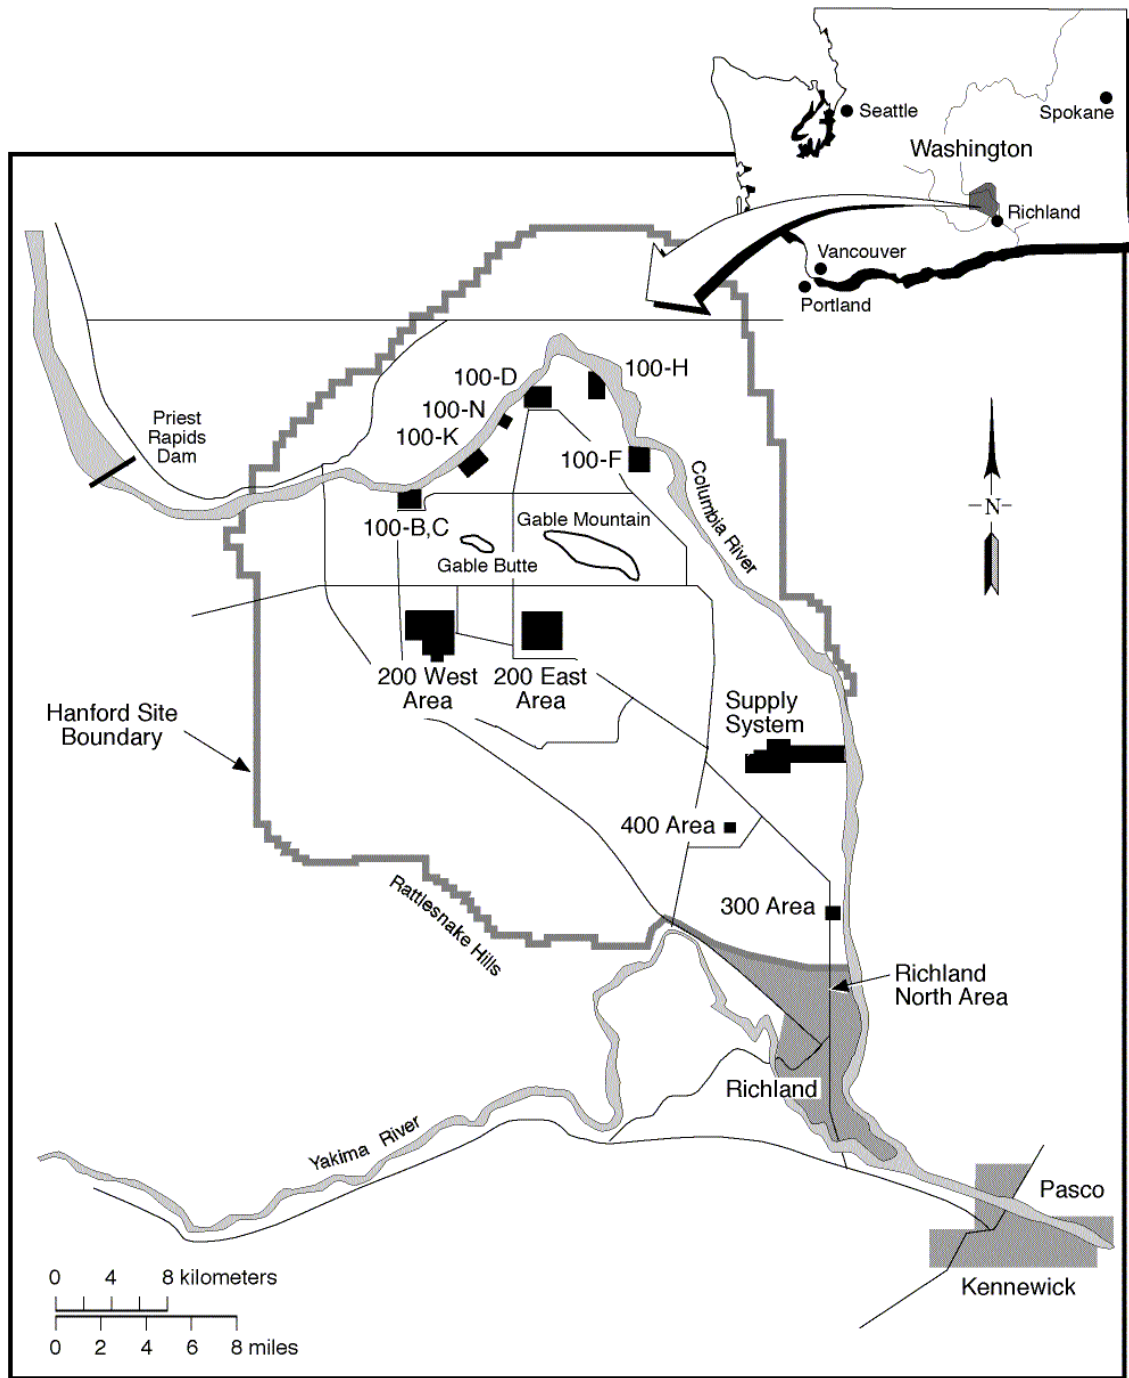 Seattle
Spokane
Washington
Richland
Vancouver
Portland
100-H
100-D
100-N
100-K
Priest
Rapids
Dam
100-F
Columbia River
N
100-B,C
Gable Mountain
Gable Butte
200 West
Area
200 East
Area
Hanford Site
Boundary
Supply
System
400 Area
300 Area
Rattlesnake Hills
Richland
North Area
Richland
Yakima River
Pasco
Kennewick
0 4 8 kilometers
0 2 4 6 8 miles